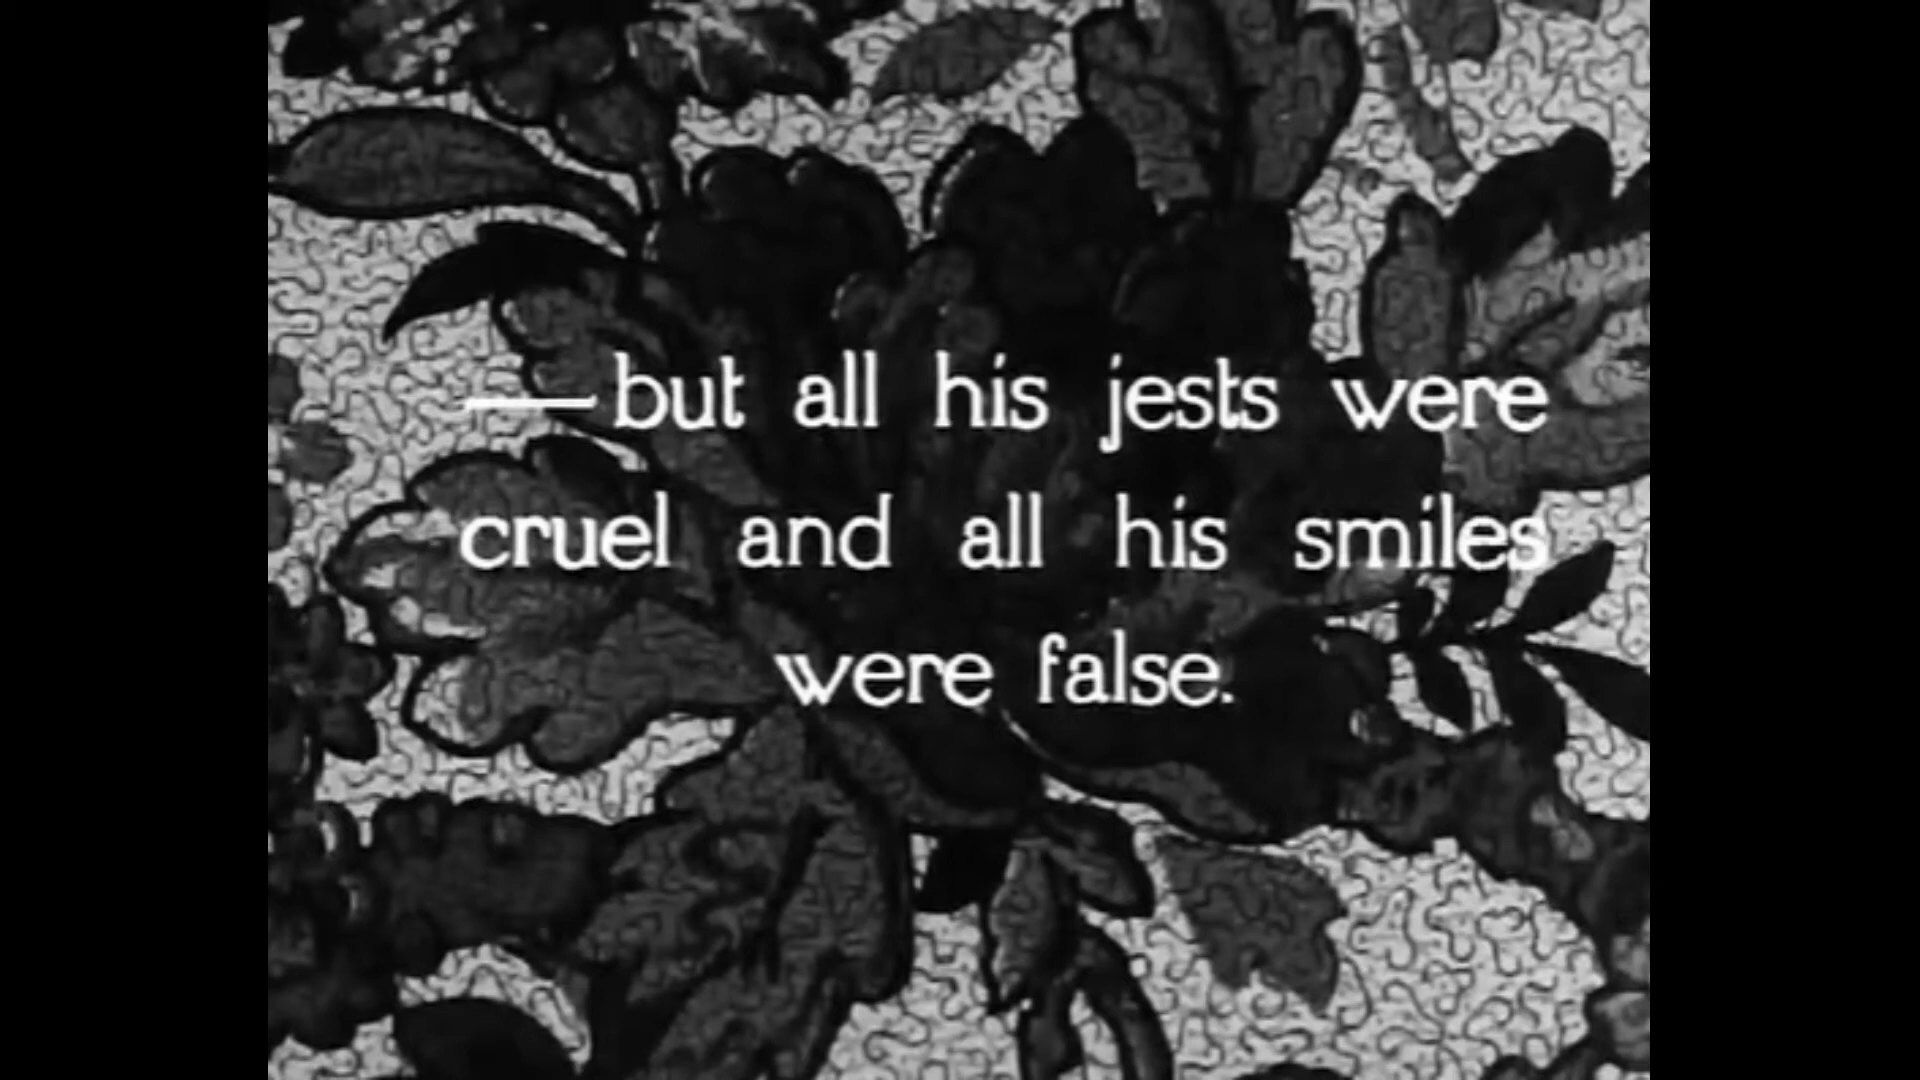 —but all his jests were
cruel and all his smiles
were false.